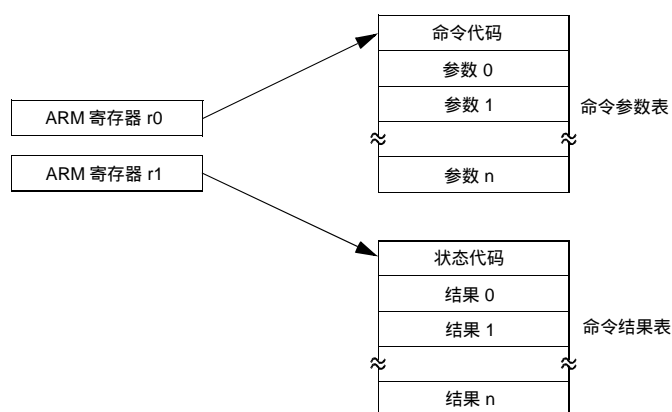 命令代码
参数 0
参数 1
命令参数表
ARM 寄存器 r0
ARM 寄存器 r1
参数 n
状态代码
结果 0
结果 1
命令结果表
结果 n